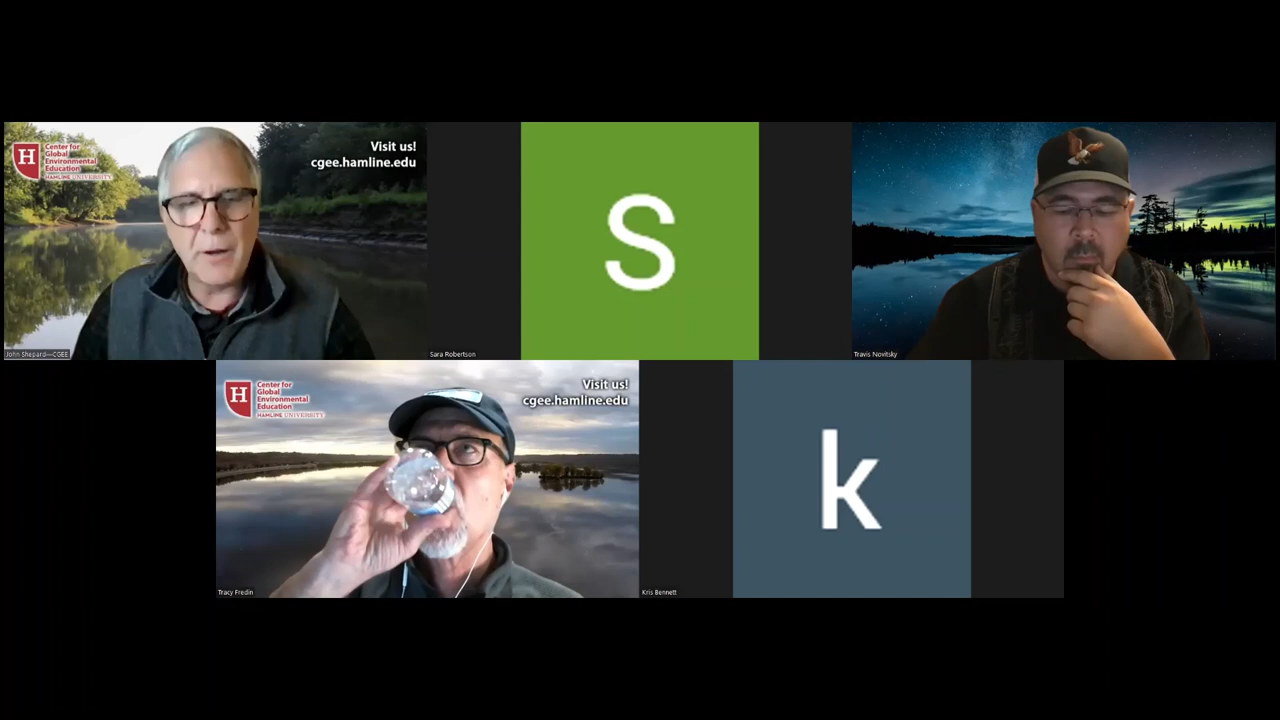 H
Center for
Global
Environmental
Education
HAMLINE UNIVERSITY
Visit us!
cgee.hamline.edu
John Shepard—CGEE
S
Sara Robertson
Travis Novitsky
H
Center for
Global
Environmental
Education
HAMLINE UNIVERSITY
Visit us!
cgee.hamline.edu
Tracy Fredin
k
Kris Bennett